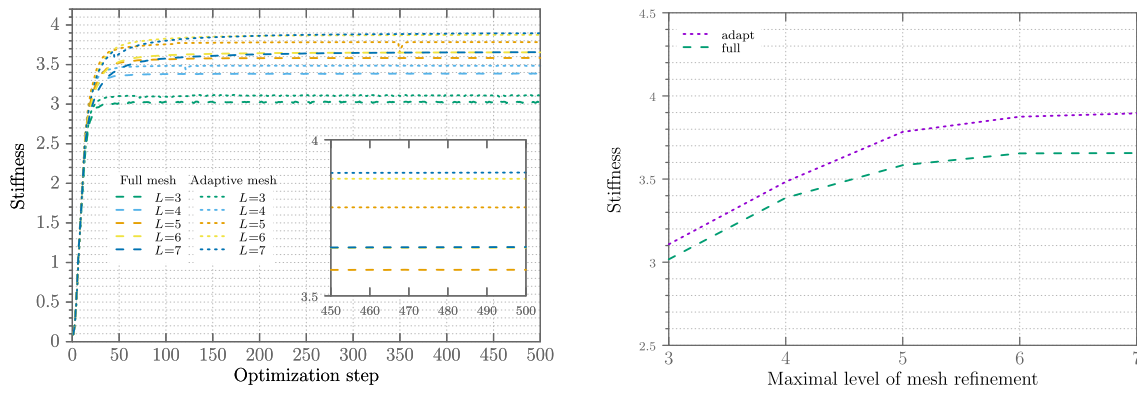 Stiffness
4
3.5
3
2.5
2
1.5
1
0.5
0
0 50 100 150 200 250 300 350 400 450 500
Optimization step
Full mesh Adaptive mesh
L=3 L=3
L=4 L=4
L=5 L=5
L=6 L=6
L=7 L=7
4
3.5
450 460 470 480 490 500
Stiffness
4.5
4
3.5
3
2.5
adapt
full
3 4 5 6 7
Maximal level of mesh refinement